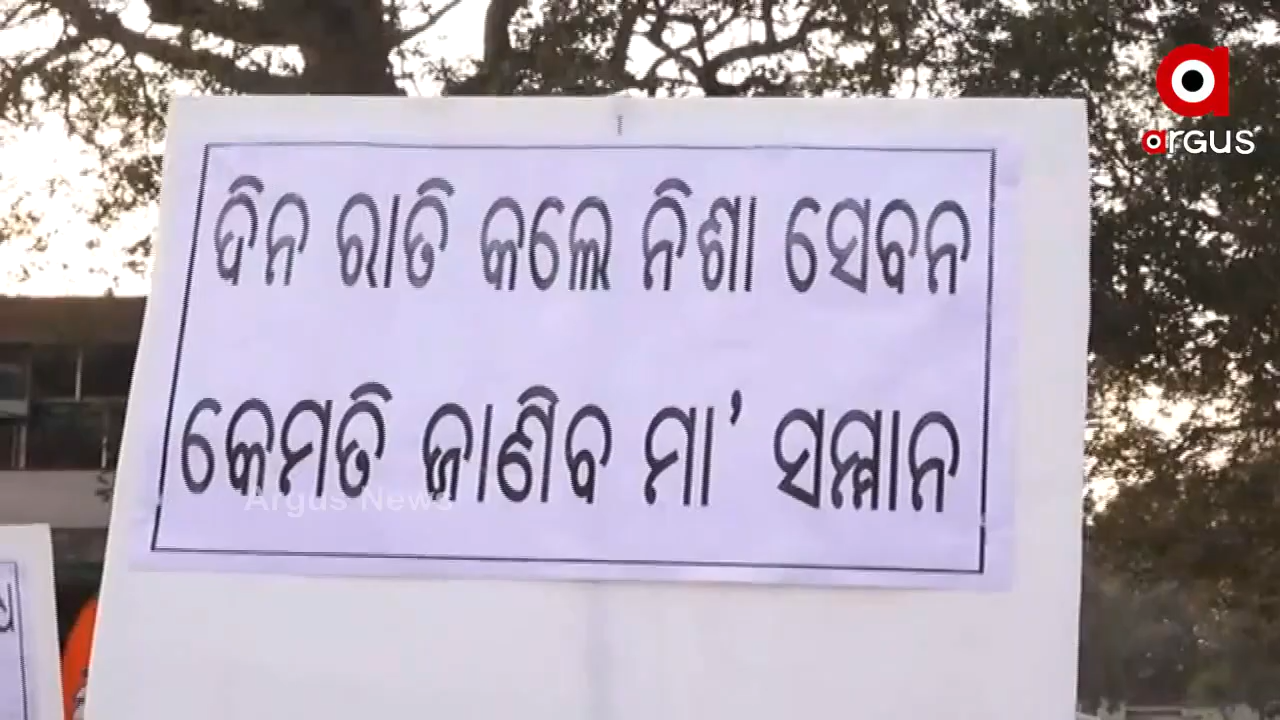 argus
ଦିନ ରାତି କଲେ ନିଶା ସେବନ
କେମତି ଜାଣିବ ମା' ସମ୍ମାନ
Argus News